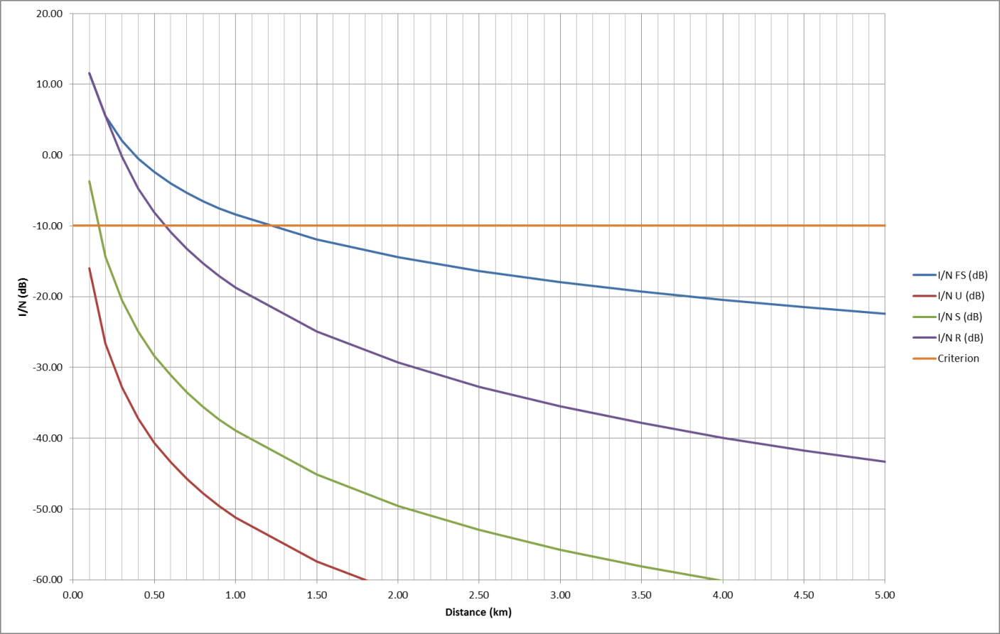 20.00
10.00
0.00
-10.00
-20.00
-30.00
-40.00
-50.00
-60.00
I/N (dB)
0.00 0.50 1.00 1.50 2.00 2.50 3.00 3.50 4.00 4.50 5.00
Distance (km)
I/N FS (dB)
I/N U (dB)
I/N S (dB)
I/N R (dB)
Criterion